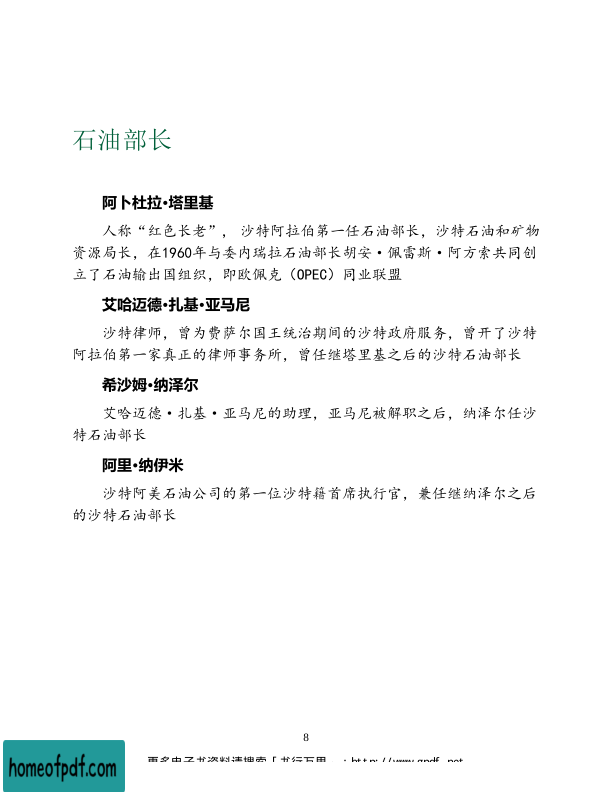 石油部长
阿卜杜拉•塔里基
人称“红色长老”，沙特阿拉伯第一任石油部长，沙特石油和矿物
资源局长，在1960年与委内瑞拉石油部长胡安·佩雷斯·阿方索共同创
立了石油输出国组织，即欧佩克（OPEC）同业联盟
艾哈迈德•扎基•亚马尼
沙特律师，曾为费萨尔国王统治期间的沙特政府服务，曾开了沙特
阿拉伯第一家真正的律师事务所，曾任继塔里基之后的沙特石油部长
希沙姆•纳泽尔
艾哈迈德·扎基·亚马尼的助理，亚马尼被解职之后，纳泽尔任沙
特石油部长
阿里•纳伊米
沙特阿美石油公司的第一位沙特籍首席执行官，兼任继纳泽尔之后
的沙特石油部长
8
更多电子书资料请搜索「书行万里
homeofpdf.com